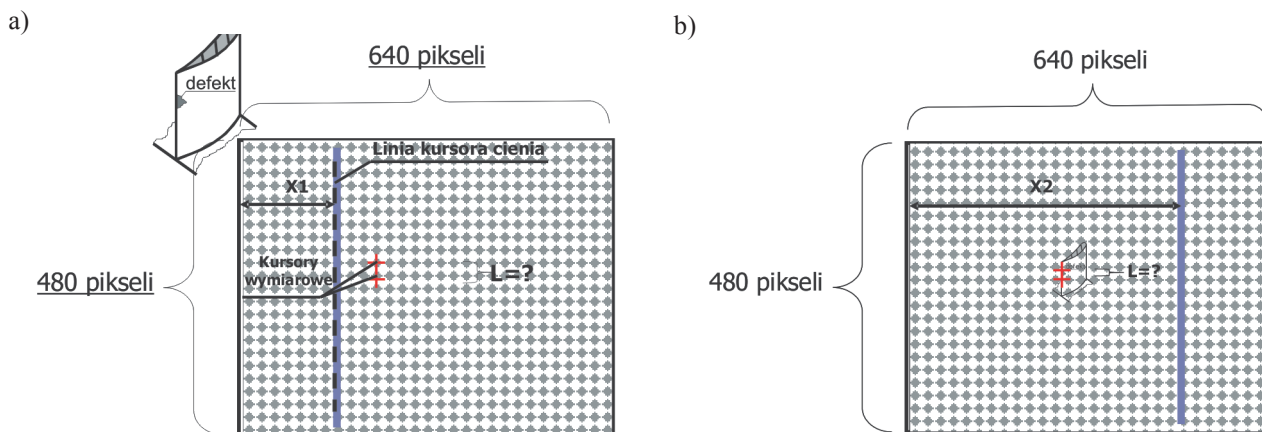 a)
640 pikseli
defekt
Linia kursora cienia
X1
Kursory
wymiarowe
L=?
480 pikseli
b)
640 pikseli
X2
L=?
480 pikseli